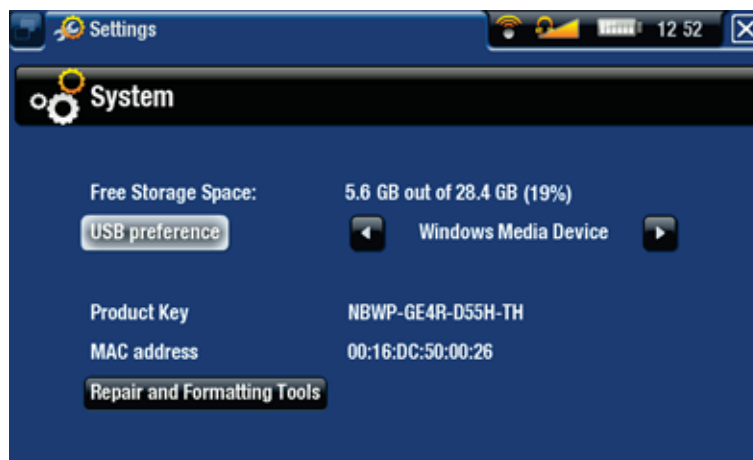 Settings
12 52
System
Free Storage Space: 5.6 GB out of 28.4 GB (19%)
USB preference Windows Media Device
Product Key NBWP-GE4R-D55H-TH
MAC address 00:16:DC:50:00:26
Repair and Formatting Tools